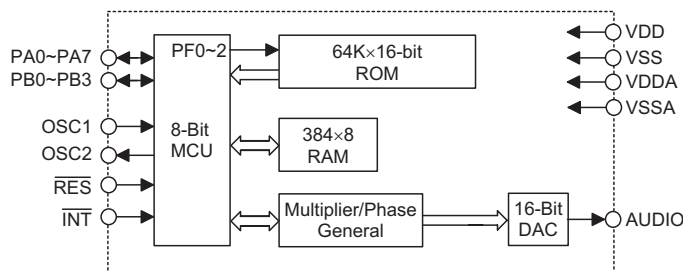 PA0~PA7
PB0~PB3
OSC1
OSC2
RES
INT
PF0~2
8-Bit
MCU
64K×16-bit
ROM
384×8
RAM
Multiplier/Phase
General
16-Bit
DAC
VDD
VSS
VDDA
VSSA
AUDIO